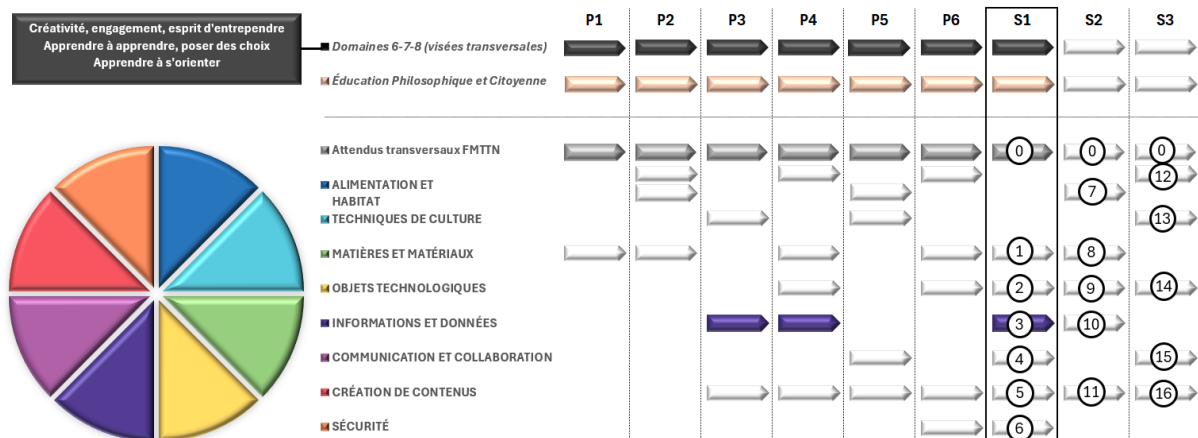 Créativité, engagement, esprit d'entrependre
Apprendre à apprendre, poser des choix
Apprendre à s'orienter
P1 P2 P3 P4 P5 P6 S1 S2 S3
Domaines 6-7-8 (visées transversales)
Éducation Philosophique et Citoyenne
Attendus transversaux FMTTN 0 0 0
12
ALIMENTATION ET
HABITAT
7
TECHNIQUES DE CULTURE 13
MATIÈRES ET MATÉRIAUX 1 8
OBJETS TECHNOLOGIQUES 2 9 14
INFORMATIONS ET DONNÉES 3 10
COMMUNICATION ET COLLABORATION 4 15
CRÉATION DE CONTENUS 5 11 16
SÉCURITÉ 6